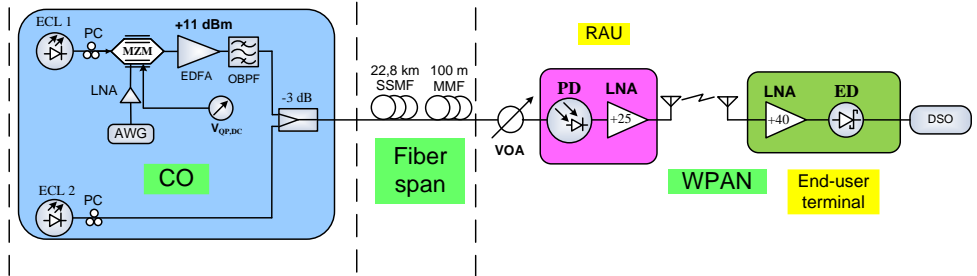 ECL 1
PC
MZM
+11 dBm
EDFA
OBPF
LNA
AWG
V_QP,DC
-3 dB
CO
ECL 2
PC
22,8 km
SSMF
100 m
MMF
Fiber
span
VOA
RAU
PD
LNA
+25
WPAN
LNA
+40
ED
End-user
terminal
DSO